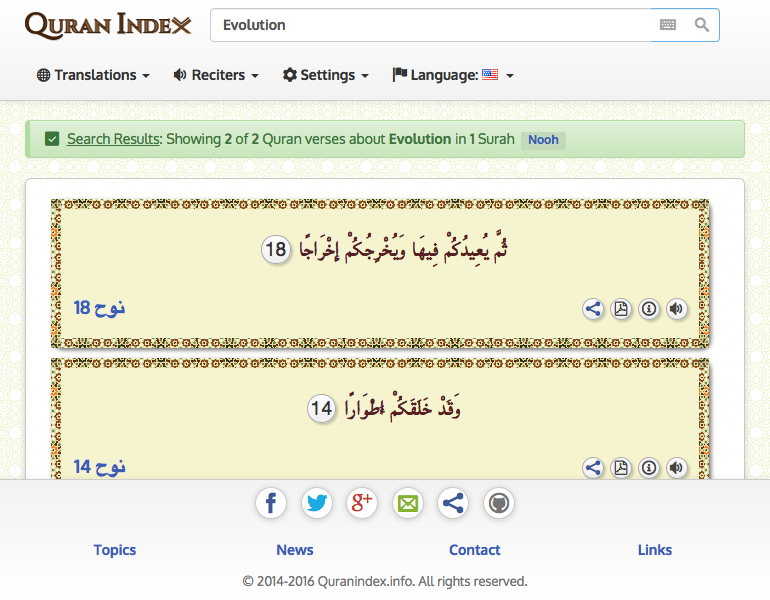 QURAN INDEX
Evolution
Translations
Reciters
Settings
Language:
Search Results: Showing 2 of 2 Quran verses about Evolution in 1 Surah Nooh
ثُمَّ يُعِيدُكُمْ فِيهَا وَيُخْرِجُكُمْ إِخْرَاجًا 18
نوح 18
وَقَدْ خَلَقَكُمْ أَطْوَارًا 14
نوح 14
Topics
News
Contact
Links
© 2014-2016 Quranindex.info. All rights reserved.